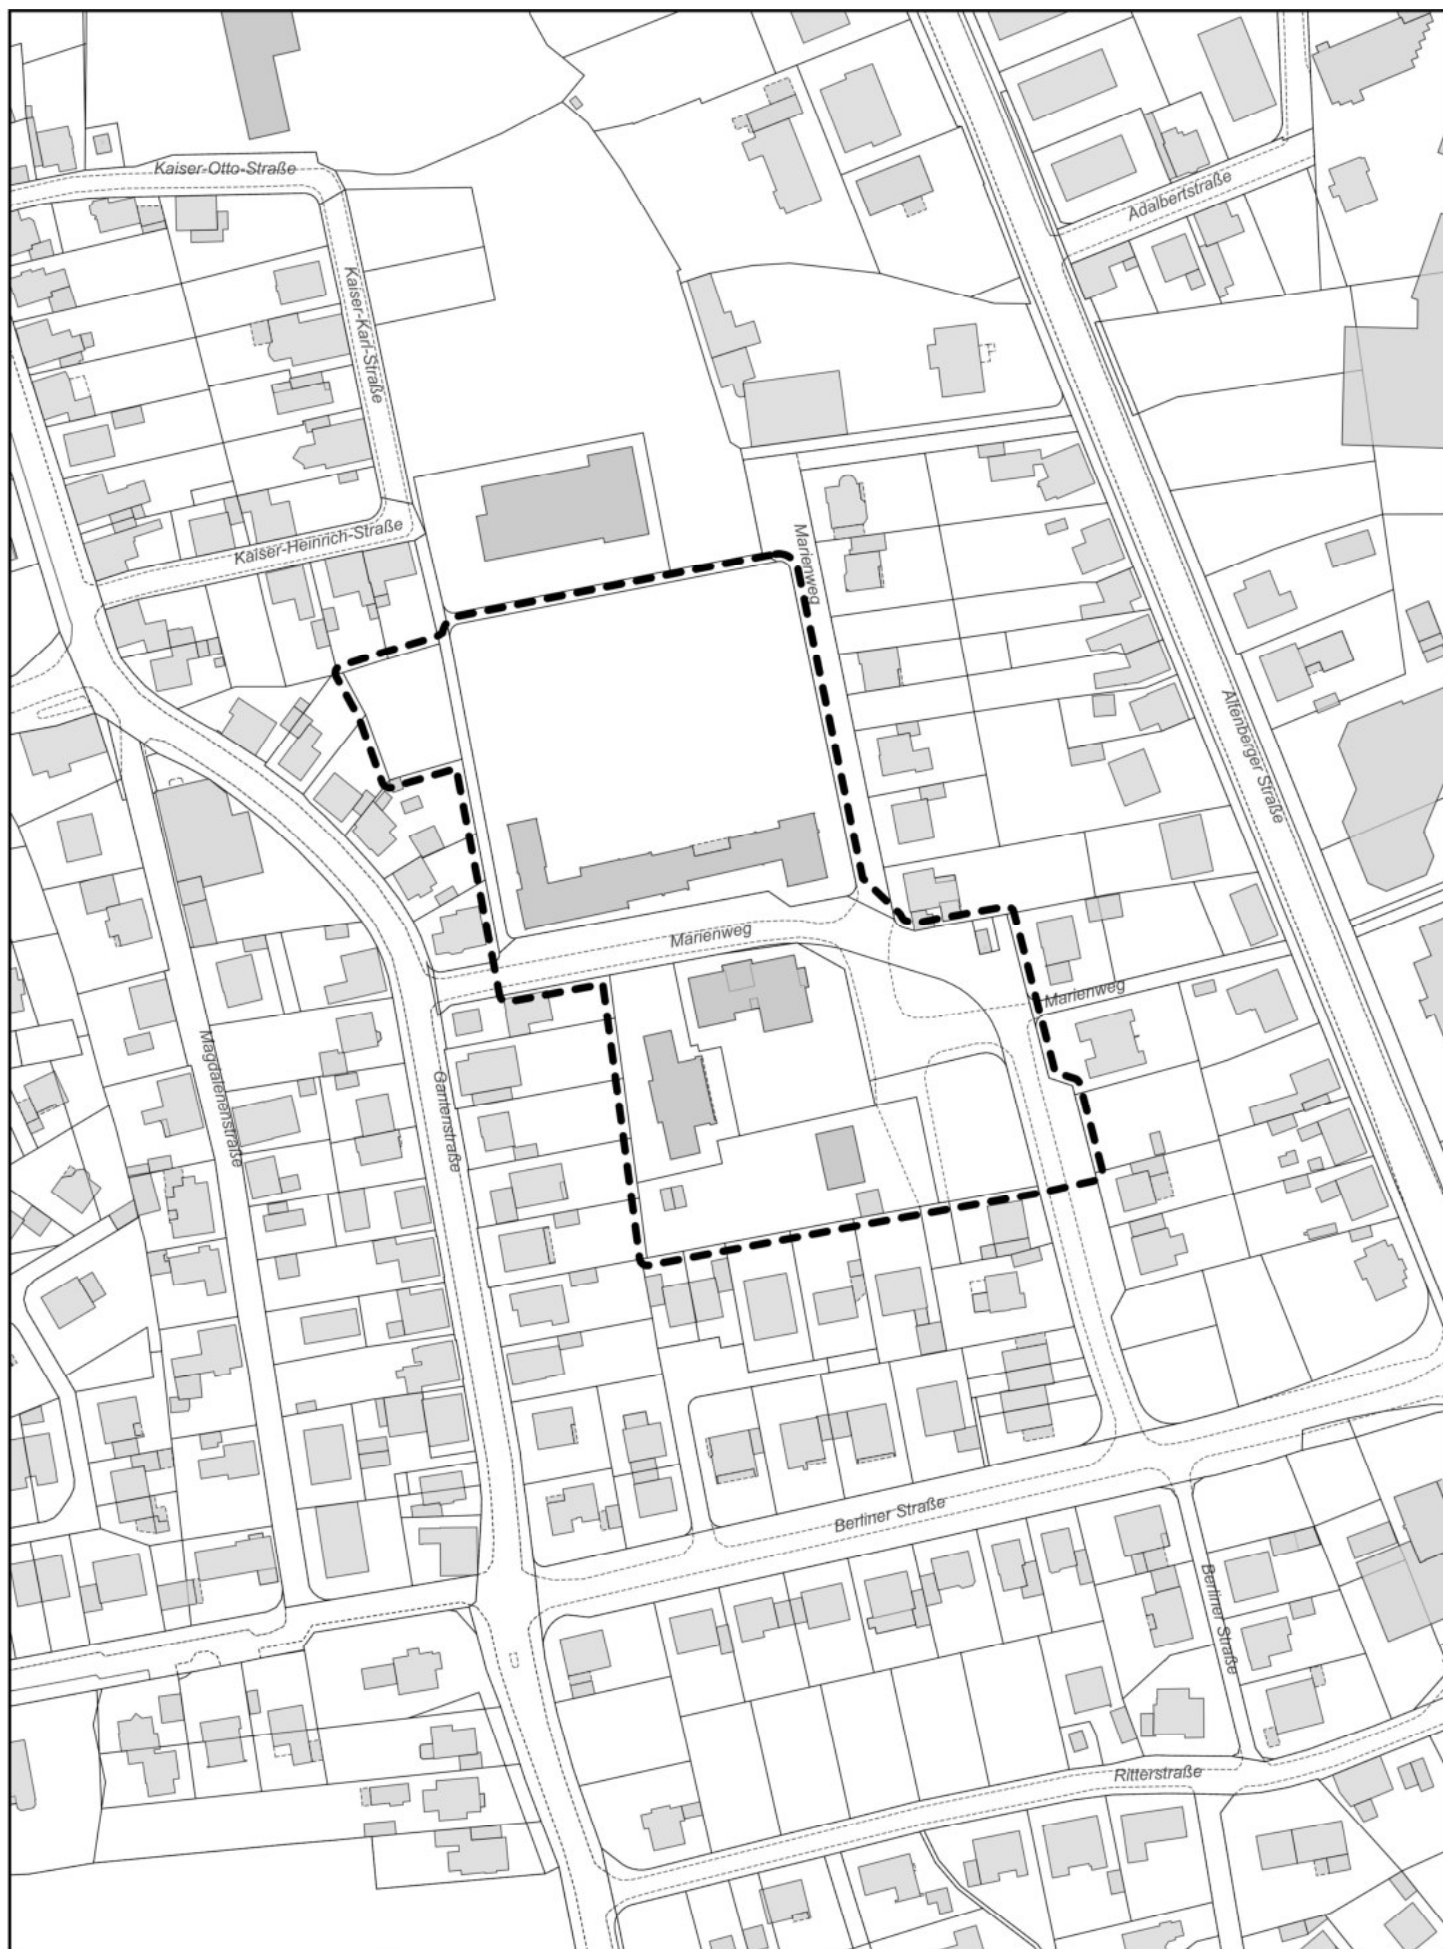 Kaiser-Otto-Straße
Adalbertstraße
Kaiser-Karl-Straße
Kaiser-Heinrich-Straße
Marienweg
Altenberger Straße
Marienweg
Marienweg
Magdalenenstraße
Gantenstraße
Berliner Straße
Berliner Straße
Ritterstraße